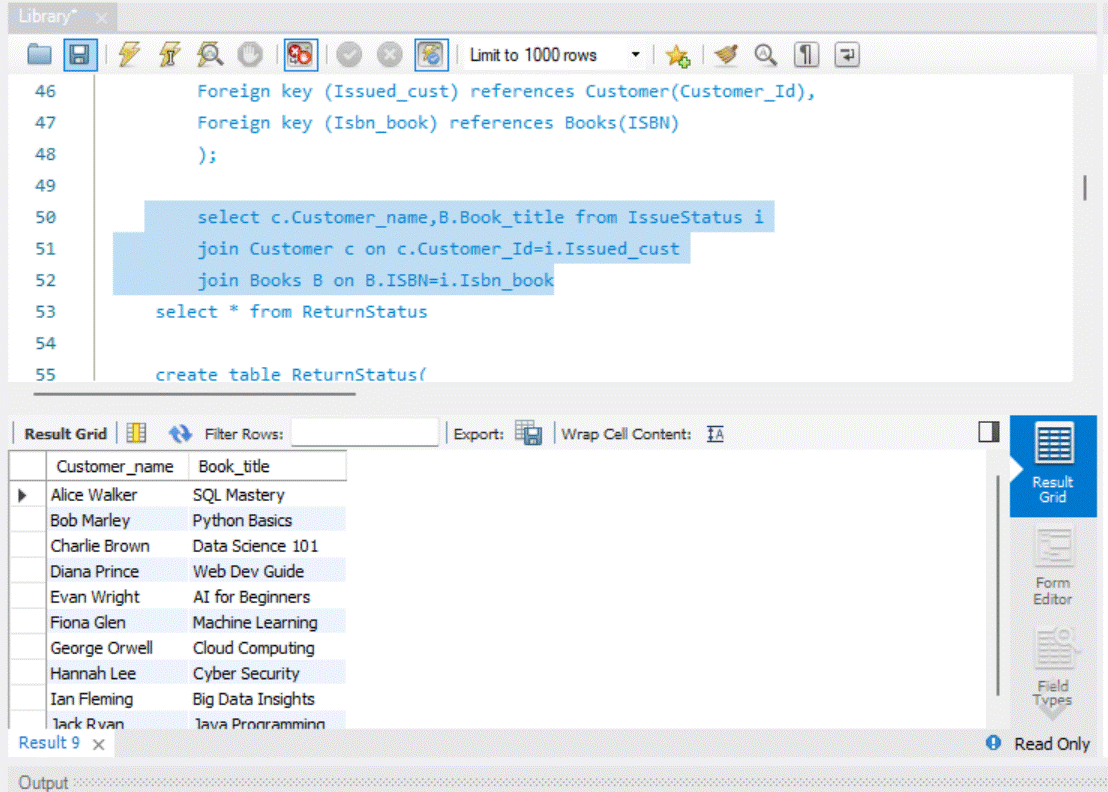 Library*
Limit to 1000 rows
46 Foreign key (Issued_cust) references Customer(Customer_Id),
47 Foreign key (Isbn_book) references Books(ISBN)
48 );
49
50 select c.Customer_name,B.Book_title from IssueStatus i
51 join Customer c on c.Customer_Id=i.Issued_cust
52 join Books B on B.ISBN=i.Isbn_book
53 select * from ReturnStatus
54
55 create table ReturnStatus(
Result Grid Filter Rows: Export: Wrap Cell Content:
Customer_name Book_title
Alice Walker SQL Mastery
Bob Marley Python Basics
Charlie Brown Data Science 101
Diana Prince Web Dev Guide
Evan Wright AI for Beginners
Fiona Glen Machine Learning
George Orwell Cloud Computing
Hannah Lee Cyber Security
Ian Fleming Big Data Insights
Jack Ryan Java Programming
Result
Grid
Form
Editor
Field
Types
Result 9
Read Only
Output